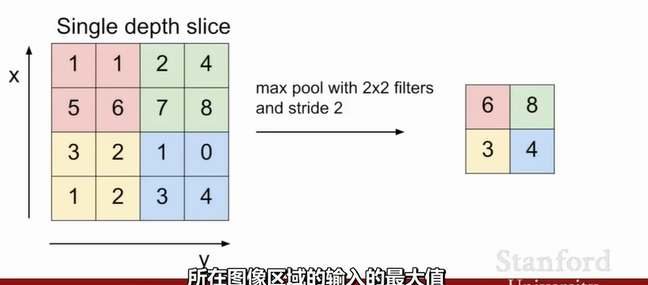 Single depth slice
x
1 1 2 4
5 6 7 8
3 2 1 0
1 2 3 4
y
max pool with 2x2 filters
and stride 2
6 8
3 4
所在图像区域的输入的最大值
Stanford
University